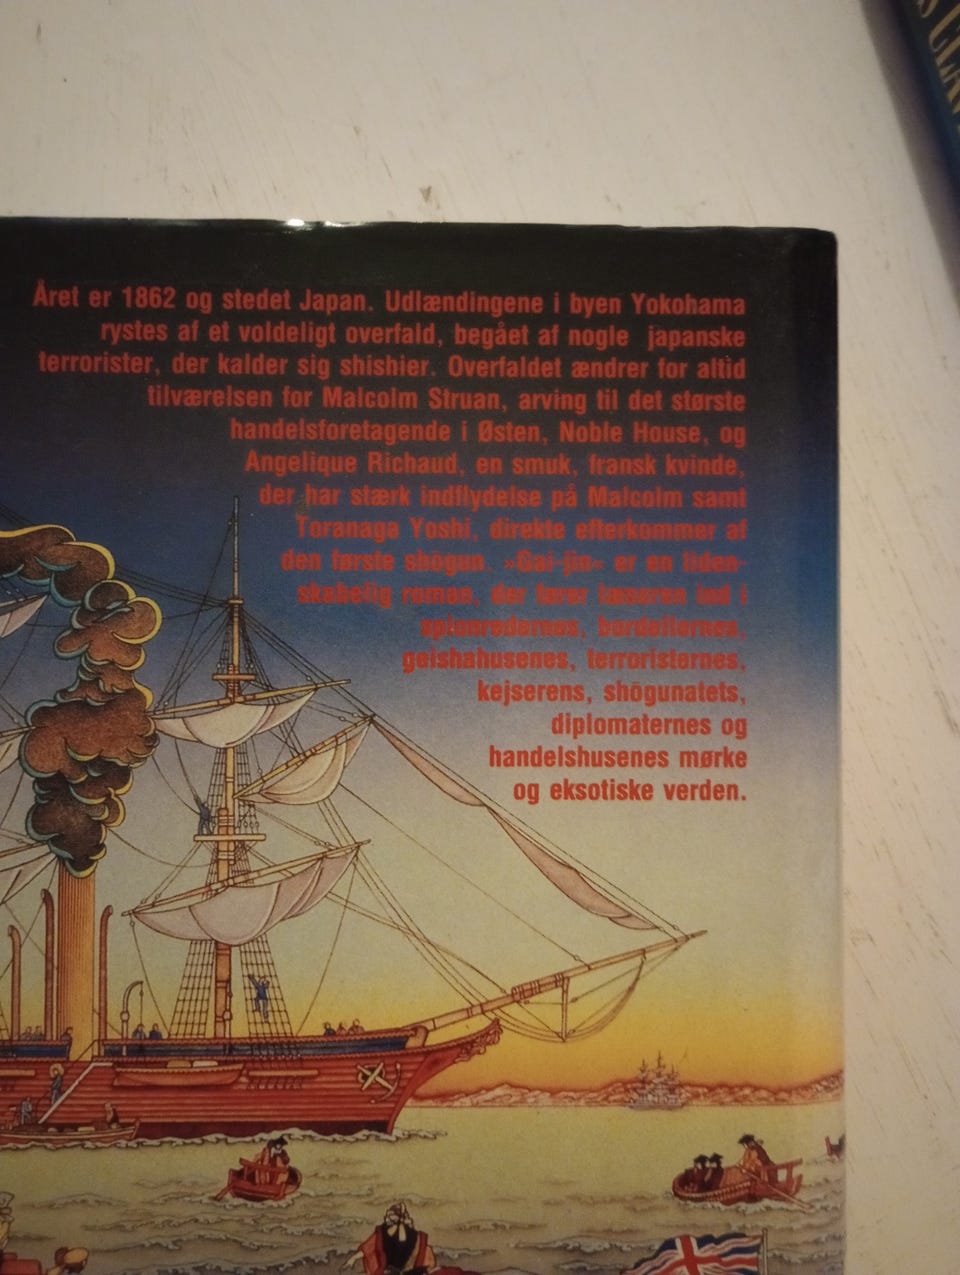 Året er 1862 og stedet Japan. Udlændingene i byen Yokohama
rystes af et voldeligt overfald, begået af nogle japanske
terrorister, der kalder sig shishier. Overfaldet ændrer for altid
tilværelsen for Malcolm Struan, arving til det største
handelsforetagende i Østen, Noble House, og
Angelique Richaud, en smuk, fransk kvinde,
der har stærk indflydelse på Malcolm samt
Toranaga Yoshi, direkte efterkommer af
den første shōgun. »Gai-jin« er en liden-
skabelig roman, der fører læseren ind i
spionredernes, bordellernes,
geishahusenes, terroristernes,
kejserens, shōgunatets,
diplomaternes og
handelshusenes mørke
og eksotiske verden.